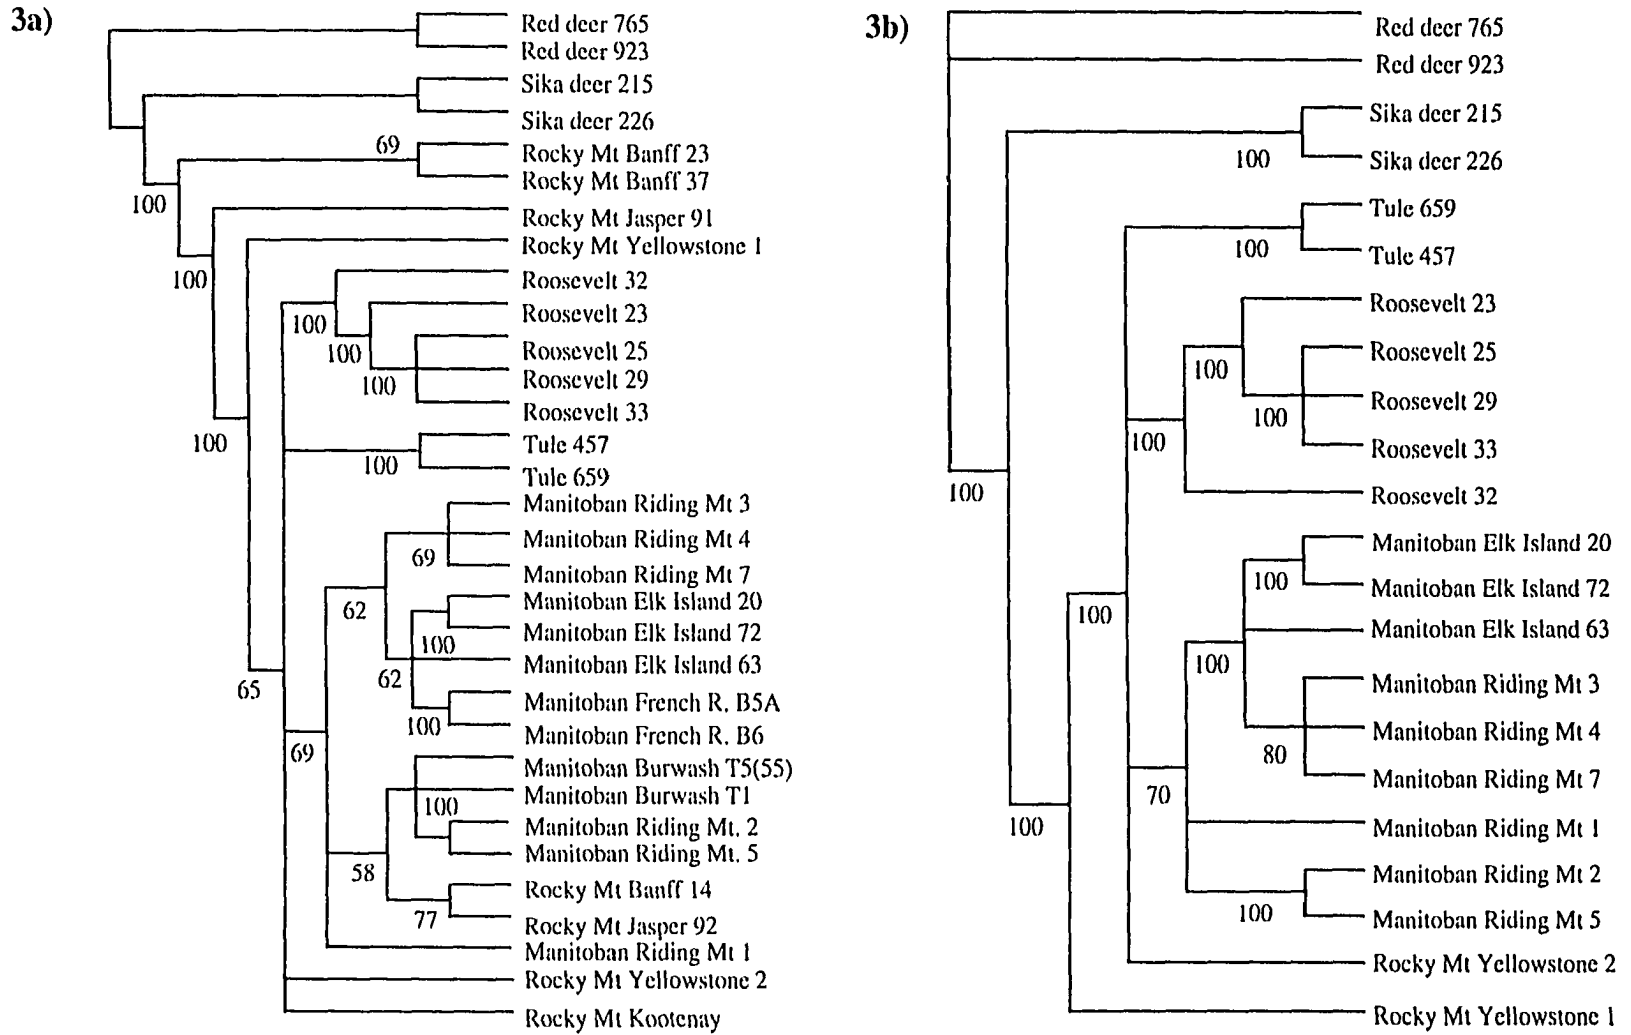 3a)
Red deer 765
Red deer 923
Sika deer 215
Sika deer 226
69
Rocky Mt Banff 23
Rocky Mt Banff 37
100
Rocky Mt Jasper 91
Rocky Mt Yellowstone 1
100
Roosevelt 32
Roosevelt 23
100
Roosevelt 25
100
Roosevelt 29
100
Roosevelt 33
100
Tule 457
100
Tule 659
Manitoban Riding Mt 3
Manitoban Riding Mt 4
69
Manitoban Riding Mt 7
62
Manitoban Elk Island 20
Manitoban Elk Island 72
100
Manitoban Elk Island 63
62
65
Manitoban French R. B5A
100
Manitoban French R. B6
69
Manitoban Burwash T5(55)
Manitoban Burwash T1
100
Manitoban Riding Mt. 2
Manitoban Riding Mt. 5
58
Rocky Mt Banff 14
77
Rocky Mt Jasper 92
Manitoban Riding Mt 1
Rocky Mt Yellowstone 2
Rocky Mt Kootenay
3b)
Red deer 765
Red deer 923
Sika deer 215
100
Sika deer 226
Tule 659
100
Tule 457
Roosevelt 23
Roosevelt 25
100
Roosevelt 29
100
100
Roosevelt 33
100
Roosevelt 32
Manitoban Elk Island 20
100
Manitoban Elk Island 72
100
Manitoban Elk Island 63
100
Manitoban Riding Mt 3
Manitoban Riding Mt 4
80
Manitoban Riding Mt 7
70
100
Manitoban Riding Mt 1
Manitoban Riding Mt 2
100
Manitoban Riding Mt 5
Rocky Mt Yellowstone 2
Rocky Mt Yellowstone 1